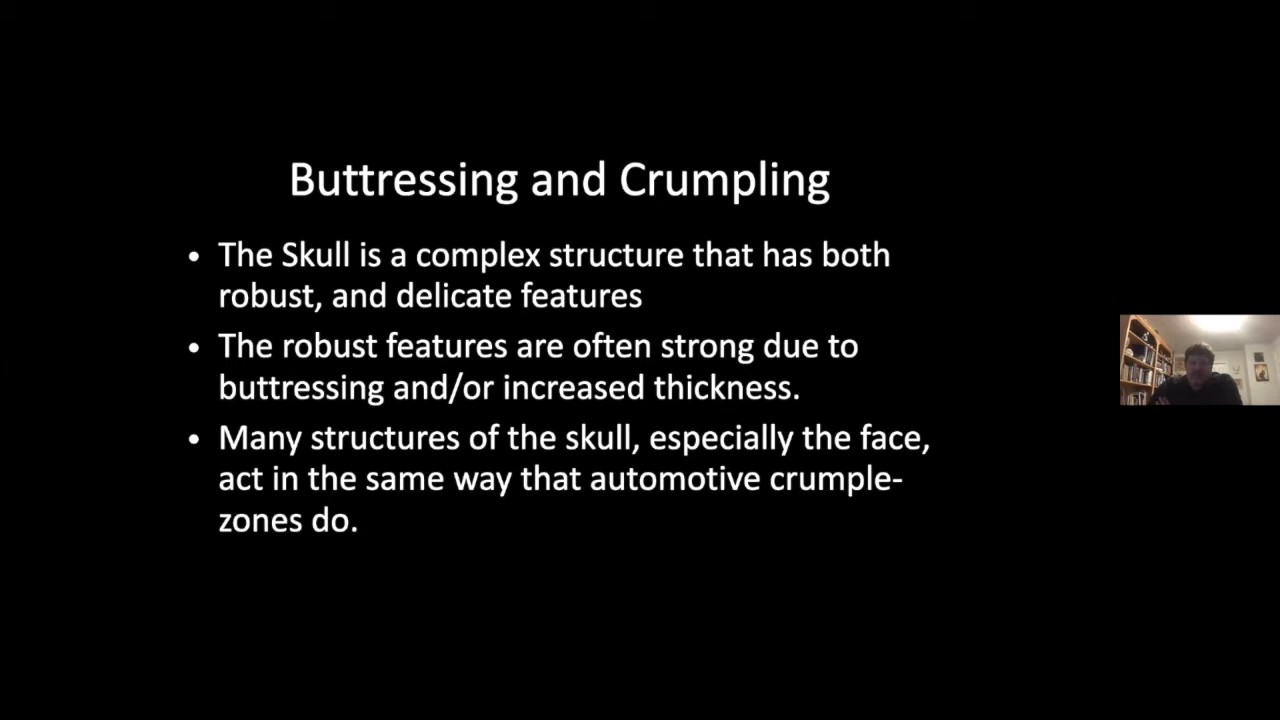 Buttressing and Crumpling
• The Skull is a complex structure that has both
robust, and delicate features
• The robust features are often strong due to
buttressing and/or increased thickness.
• Many structures of the skull, especially the face,
act in the same way that automotive crumple-
zones do.